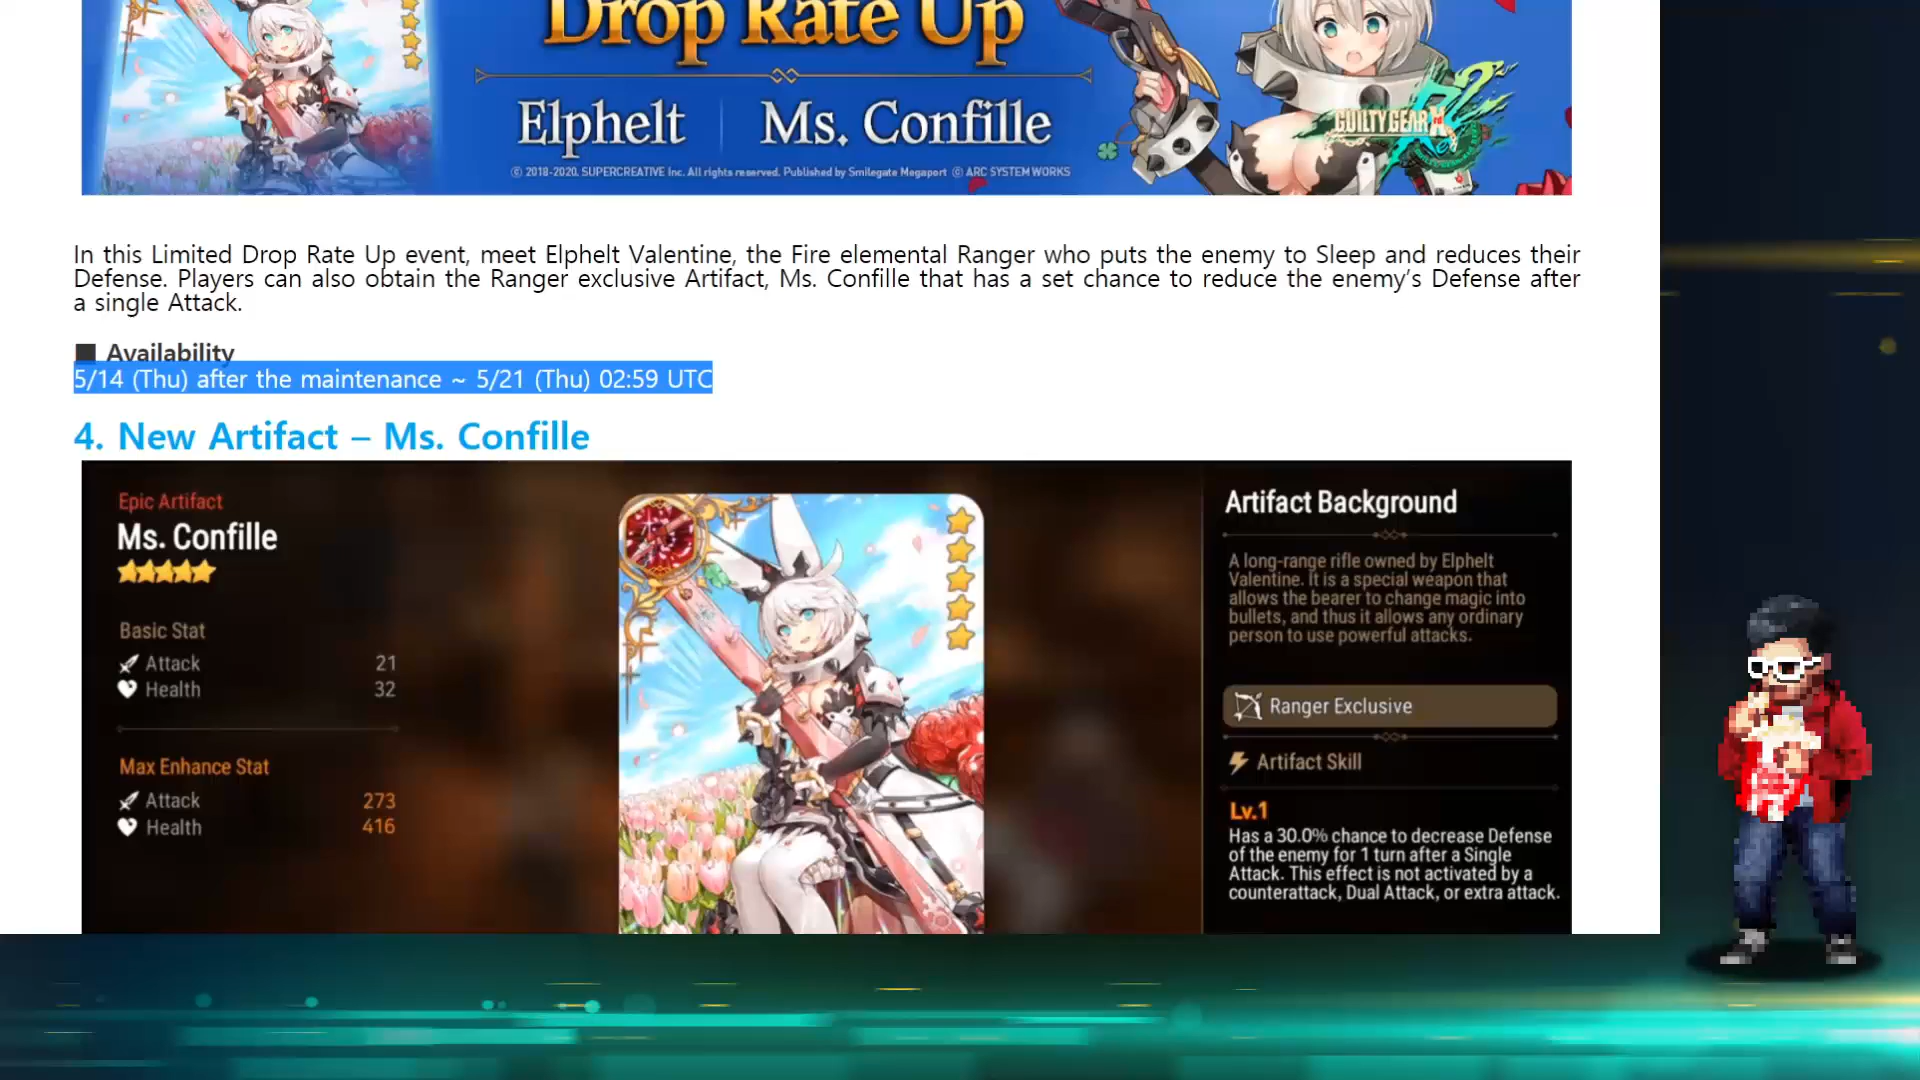 Drop Rate Up
Elphelt Ms. Confille
GUILTY GEAR Xrd
© 2018-2020. SUPERCREATIVE Inc. All rights reserved. Published by Smilegate Megaport © ARC SYSTEM WORKS
In this Limited Drop Rate Up event, meet Elphelt Valentine, the Fire elemental Ranger who puts the enemy to Sleep and reduces their
Defense. Players can also obtain the Ranger exclusive Artifact, Ms. Confille that has a set chance to reduce the enemy’s Defense after
a single Attack.
■ Availability
5/14 (Thu) after the maintenance ~ 5/21 (Thu) 02:59 UTC
4. New Artifact – Ms. Confille
Epic Artifact
Ms. Confille
Basic Stat
Attack 21
Health 32
Max Enhance Stat
Attack 273
Health 416
Artifact Background
A long-range rifle owned by Elphelt
Valentine. It is a special weapon that
allows the bearer to change magic into
bullets, and thus it allows any ordinary
person to use powerful attacks.
Ranger Exclusive
Artifact Skill
Lv.1
Has a 30.0% chance to decrease Defense
of the enemy for 1 turn after a Single
Attack. This effect is not activated by a
counterattack, Dual Attack, or extra attack.